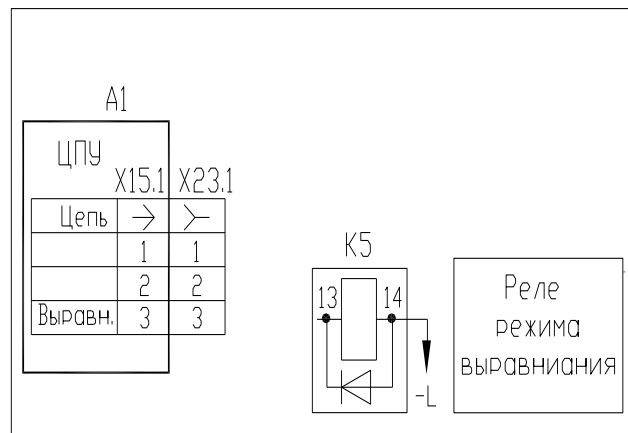 A1
ЦПУ
X15.1 X23.1
Цепь
1 1
2 2
Выравн. 3 3
K5
13 14
-L
Реле
режима
выравниания